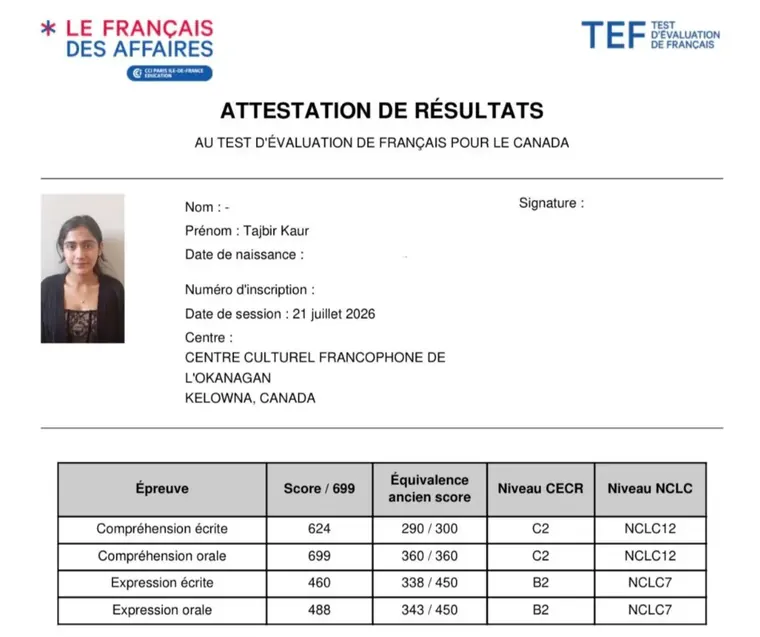 * LE FRANÇAIS
DES AFFAIRES
CCI PARIS ILE-DE-FRANCE
EDUCATION
TEF TEST
D'ÉVALUATION
DE FRANÇAIS
ATTESTATION DE RÉSULTATS
AU TEST D'ÉVALUATION DE FRANÇAIS POUR LE CANADA
Nom : -
Signature :
Prénom : Tajbir Kaur
Date de naissance :
Numéro d'inscription :
Date de session : 21 juillet 2026
Centre :
CENTRE CULTUREL FRANCOPHONE DE
L'OKANAGAN
KELOWNA, CANADA
Épreuve Score / 699 Équivalence ancien score Niveau CECR Niveau NCLC
Compréhension écrite 624 290 / 300 C2 NCLC12
Compréhension orale 699 360 / 360 C2 NCLC12
Expression écrite 460 338 / 450 B2 NCLC7
Expression orale 488 343 / 450 B2 NCLC7